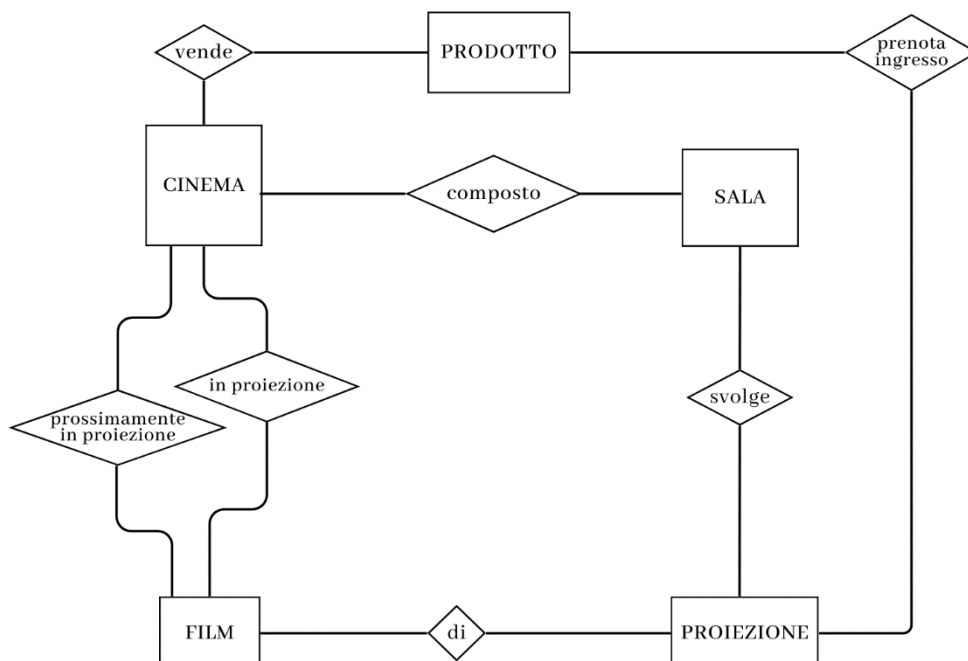 vende
PRODOTTO
prenota
ingresso
CINEMA
composto
SALA
in proiezione
prossimamente
in proiezione
svolge
FILM
di
PROIEZIONE